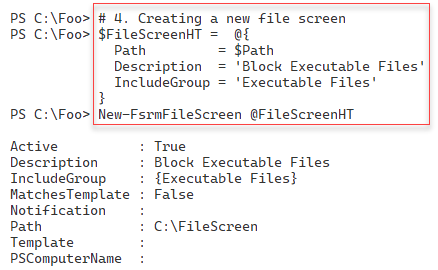 PS C:\Foo> # 4. Creating a new file screen
PS C:\Foo> $FileScreenHT =  @{
             Path         = $Path
             Description  = 'Block Executable Files'
             IncludeGroup = 'Executable Files'
           }
PS C:\Foo> New-FsrmFileScreen @FileScreenHT

Active          : True
Description     : Block Executable Files
IncludeGroup    : {Executable Files}
MatchesTemplate : False
Notification    :
Path            : C:\FileScreen
Template        :
PSComputerName  :